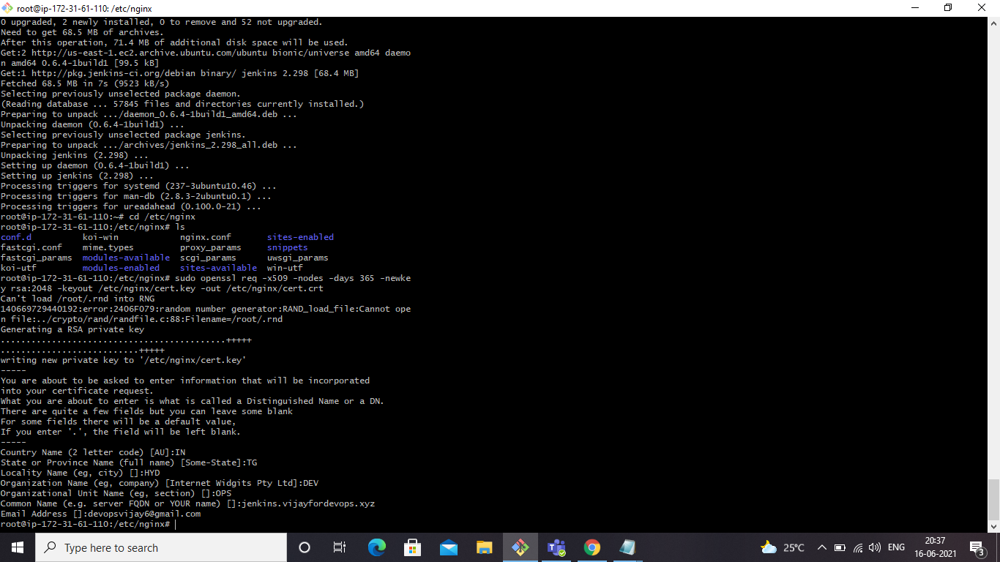 root@ip-172-31-61-110: /etc/nginx
0 upgraded, 2 newly installed, 0 to remove and 52 not upgraded.
Need to get 68.5 MB of archives.
After this operation, 71.4 MB of additional disk space will be used.
Get:2 http://us-east-1.ec2.archive.ubuntu.com/ubuntu bionic/universe amd64 daemo
n amd64 0.6.4-1build1 [99.5 kB]
Get:1 http://pkg.jenkins-ci.org/debian binary/ jenkins 2.298 [68.4 MB]
Fetched 68.5 MB in 7s (9523 kB/s)
Selecting previously unselected package daemon.
(Reading database ... 57845 files and directories currently installed.)
Preparing to unpack .../daemon_0.6.4-1build1_amd64.deb ...
Unpacking daemon (0.6.4-1build1) ...
Selecting previously unselected package jenkins.
Preparing to unpack .../archives/jenkins_2.298_all.deb ...
Unpacking jenkins (2.298) ...
Setting up daemon (0.6.4-1build1) ...
Setting up jenkins (2.298) ...
Processing triggers for systemd (237-3ubuntu10.46) ...
Processing triggers for man-db (2.8.3-2ubuntu0.1) ...
Processing triggers for ureadahead (0.100.0-21) ...
root@ip-172-31-61-110:~# cd /etc/nginx
root@ip-172-31-61-110:/etc/nginx# ls
conf.d koi-win nginx.conf sites-enabled
fastcgi.conf mime.types proxy_params snippets
fastcgi_params modules-available scgi_params uwsgi_params
koi-utf modules-enabled sites-available win-utf
root@ip-172-31-61-110:/etc/nginx# sudo openssl req -x509 -nodes -days 365 -newke
y rsa:2048 -keyout /etc/nginx/cert.key -out /etc/nginx/cert.crt
Can't load /root/.rnd into RNG
140669729440192:error:2406F079:random number generator:RAND_load_file:Cannot ope
n file:../crypto/rand/randfile.c:88:Filename=/root/.rnd
Generating a RSA private key
............................................+++++
...........................+++++
writing new private key to '/etc/nginx/cert.key'
-----
You are about to be asked to enter information that will be incorporated
into your certificate request.
What you are about to enter is what is called a Distinguished Name or a DN.
There are quite a few fields but you can leave some blank
For some fields there will be a default value,
If you enter '.', the field will be left blank.
-----
Country Name (2 letter code) [AU]:IN
State or Province Name (full name) [Some-State]:TG
Locality Name (eg, city) []:HYD
Organization Name (eg, company) [Internet Widgits Pty Ltd]:DEV
Organizational Unit Name (eg, section) []:OPS
Common Name (e.g. server FQDN or YOUR name) []:jenkins.vijayfordevops.xyz
Email Address []:devopsvijay6@gmail.com
root@ip-172-31-61-110:/etc/nginx#
Type here to search
25°C
ENG
20:37
16-06-2021
3